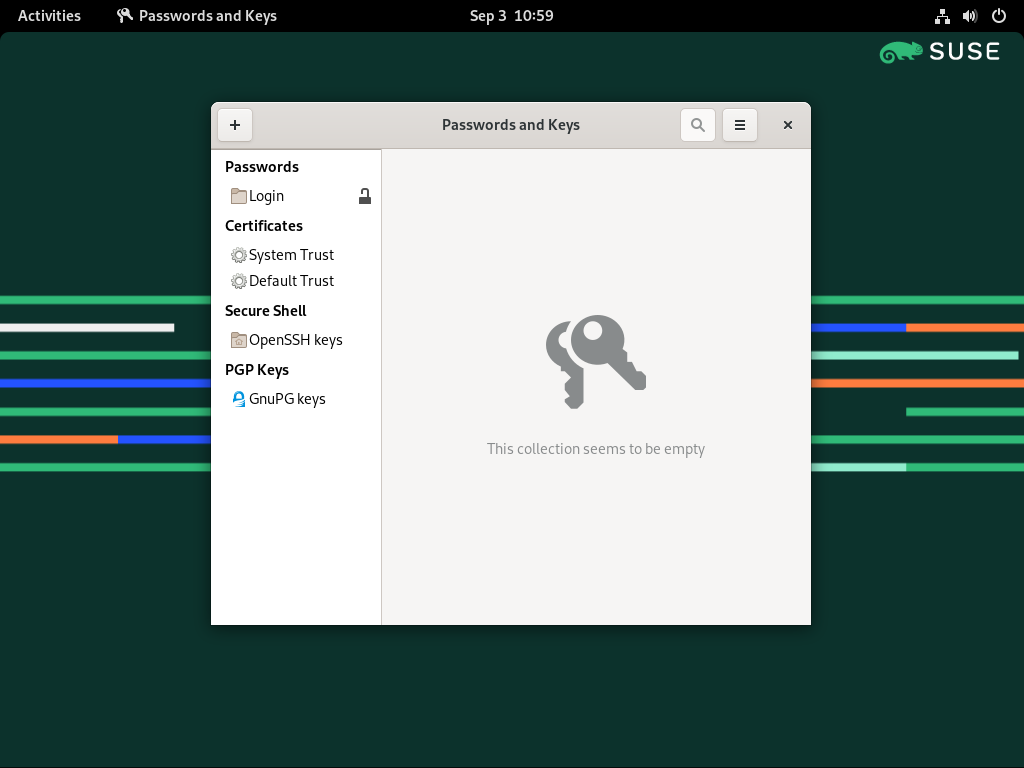 Activities Passwords and Keys Sep 3 10:59
SUSE
Passwords and Keys
Passwords
Login
Certificates
System Trust
Default Trust
Secure Shell
OpenSSH keys
PGP Keys
GnuPG keys
This collection seems to be empty